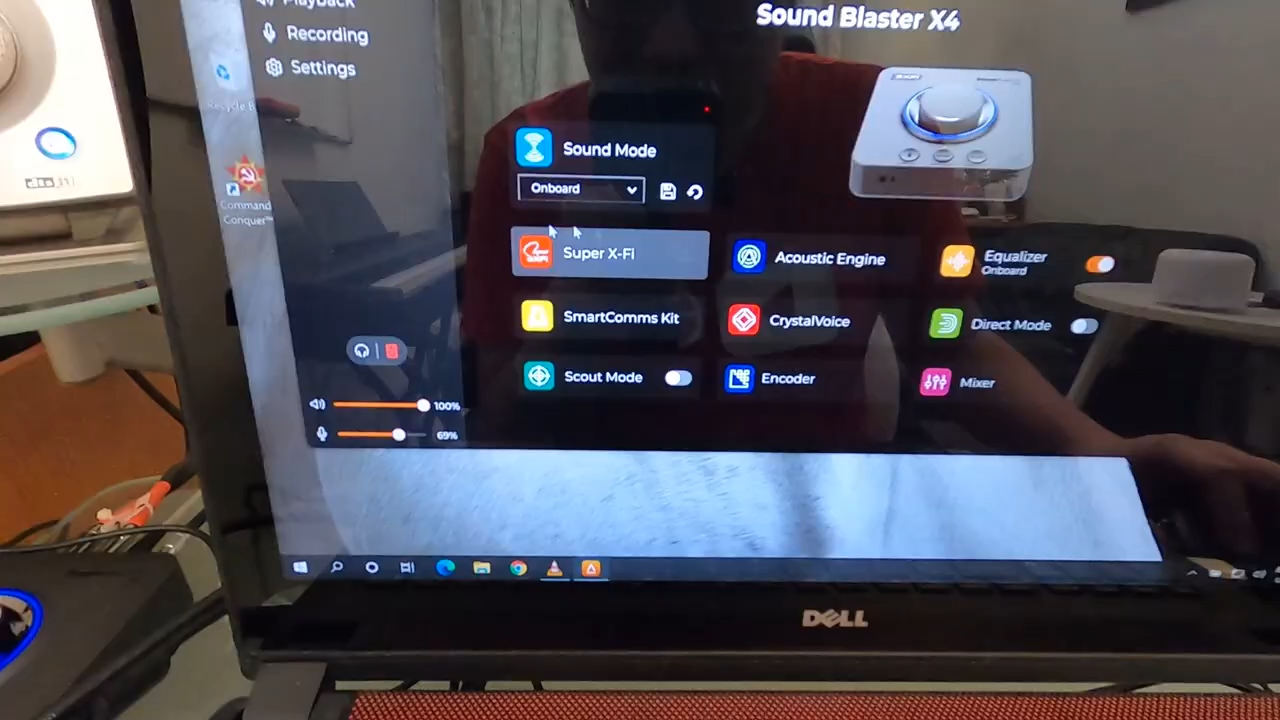 Playback
Recording
Settings
Sound Blaster X4
Recycle B
Command
Conquer™
Sound Mode
Onboard
Super X-Fi
Acoustic Engine
Equalizer
Onboard
SmartComms Kit
CrystalVoice
Direct Mode
Scout Mode
Encoder
Mixer
100%
69%
DELL